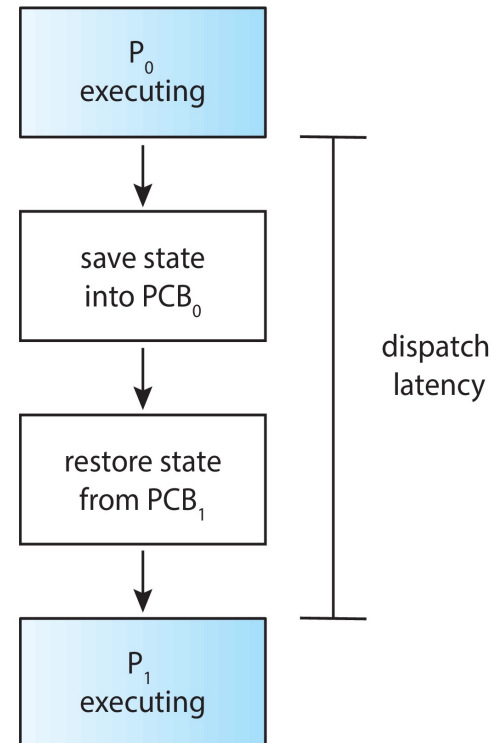 P₀
executing
save state
into PCB₀
restore state
from PCB₁
P₁
executing
dispatch
latency